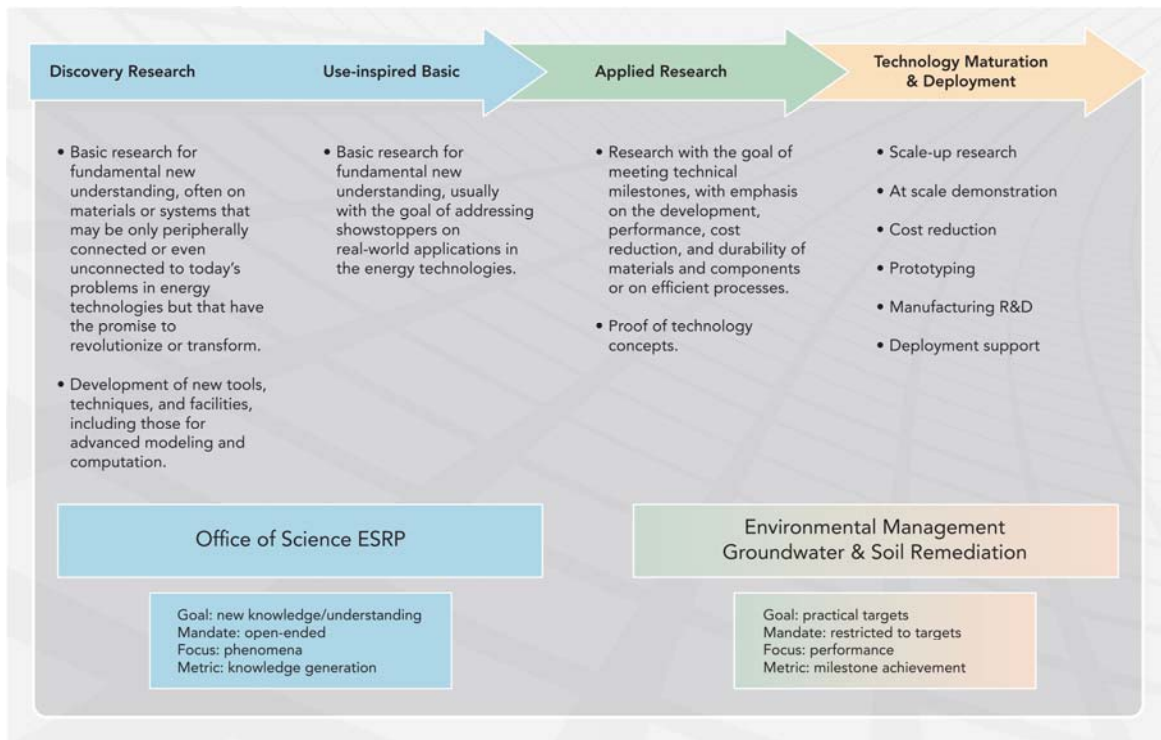 Discovery Research
Use-inspired Basic
Applied Research
Technology Maturation
& Deployment
• Basic research for
fundamental new
understanding, often on
materials or systems that
may be only peripherally
connected or even
unconnected to today's
problems in energy
technologies but that have
the promise to
revolutionize or transform.
• Development of new tools,
techniques, and facilities,
including those for
advanced modeling and
computation.
• Basic research for
fundamental new
understanding, usually
with the goal of addressing
showstoppers on
real-world applications in
the energy technologies.
• Research with the goal of
meeting technical
milestones, with emphasis
on the development,
performance, cost
reduction, and durability of
materials and components
or on efficient processes.
• Proof of technology
concepts.
• Scale-up research
• At scale demonstration
• Cost reduction
• Prototyping
• Manufacturing R&D
• Deployment support
Office of Science ESRP
Goal: new knowledge/understanding
Mandate: open-ended
Focus: phenomena
Metric: knowledge generation
Environmental Management
Groundwater & Soil Remediation
Goal: practical targets
Mandate: restricted to targets
Focus: performance
Metric: milestone achievement